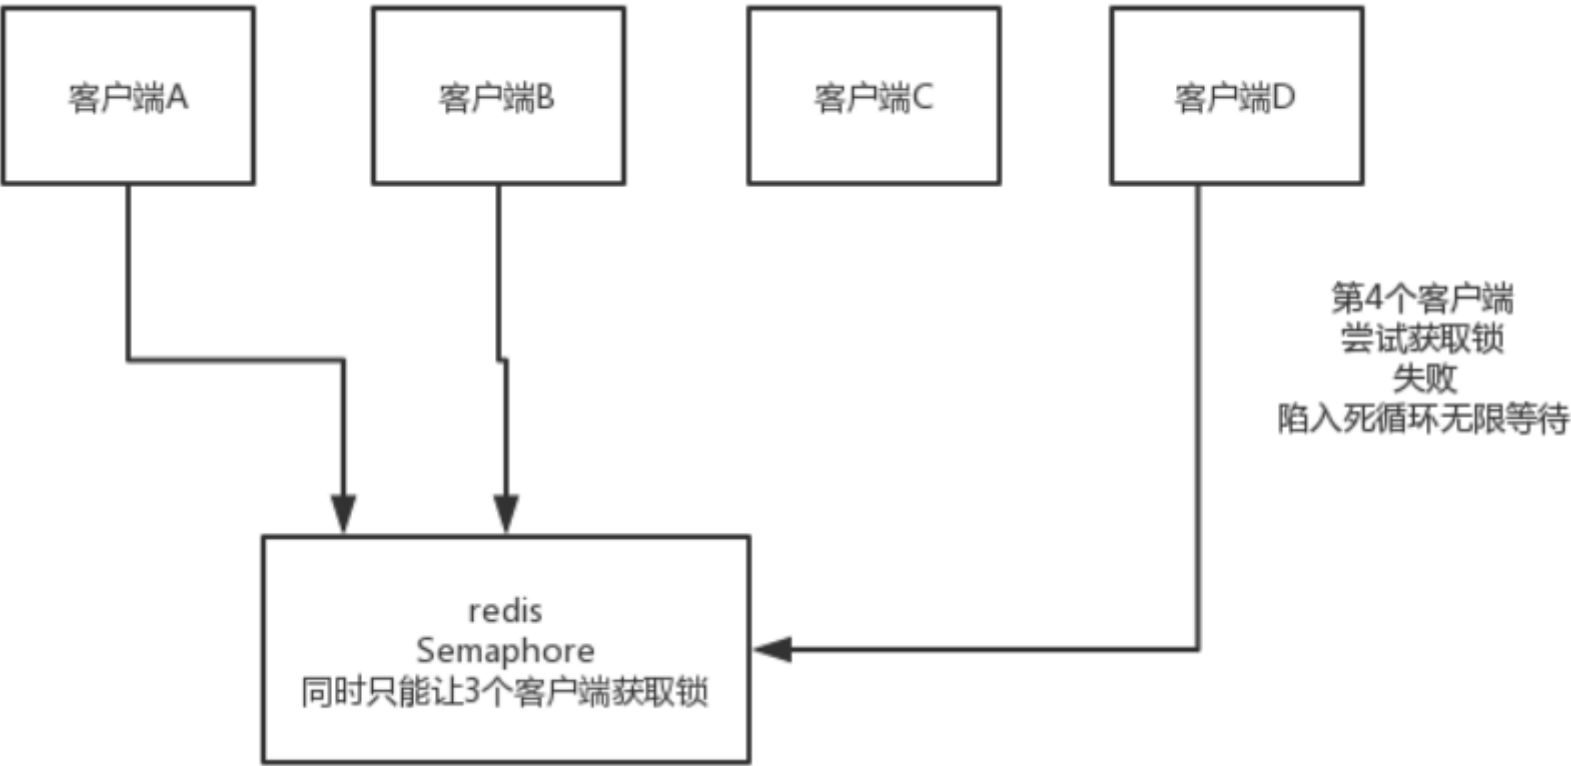 客户端A
客户端B
客户端C
客户端D
第4个客户端
尝试获取锁
失败
陷入死循环无限等待
redis
Semaphore
同时只能让3个客户端获取锁